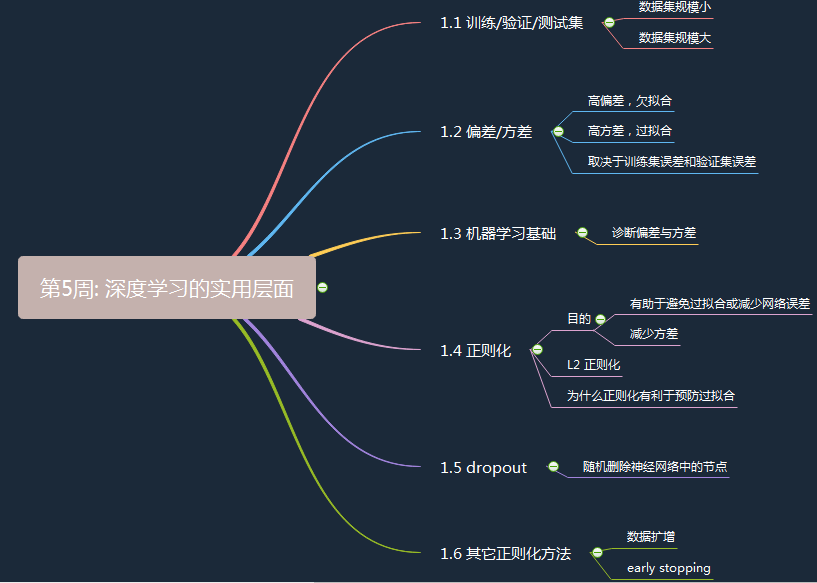 第5周: 深度学习的实用层面
1.1 训练/验证/测试集
数据集规模小
数据集规模大
1.2 偏差/方差
高偏差，欠拟合
高方差，过拟合
取决于训练集误差和验证集误差
1.3 机器学习基础
诊断偏差与方差
1.4 正则化
目的
有助于避免过拟合或减少网络误差
减少方差
L2 正则化
为什么正则化有利于预防过拟合
1.5 dropout
随机删除神经网络中的节点
1.6 其它正则化方法
数据扩增
early stopping